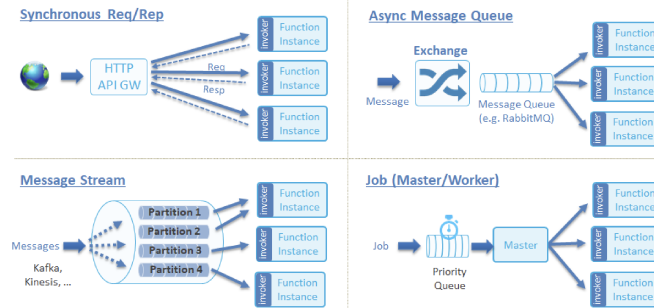 Synchronous Req/Rep
HTTP
API GW
Req
Resp
invoker
Function
Instance
invoker
Function
Instance
invoker
Function
Instance
Async Message Queue
Exchange
Message
Message Queue
(e.g. RabbitMQ)
invoker
Function
Instance
invoker
Function
Instance
invoker
Function
Instance
Message Stream
Messages
Kafka,
Kinesis, ...
Partition 1
Partition 2
Partition 3
Partition 4
invoker
Function
Instance
invoker
Function
Instance
invoker
Function
Instance
Job (Master/Worker)
Job
Priority
Queue
Master
invoker
Function
Instance
invoker
Function
Instance
invoker
Function
Instance